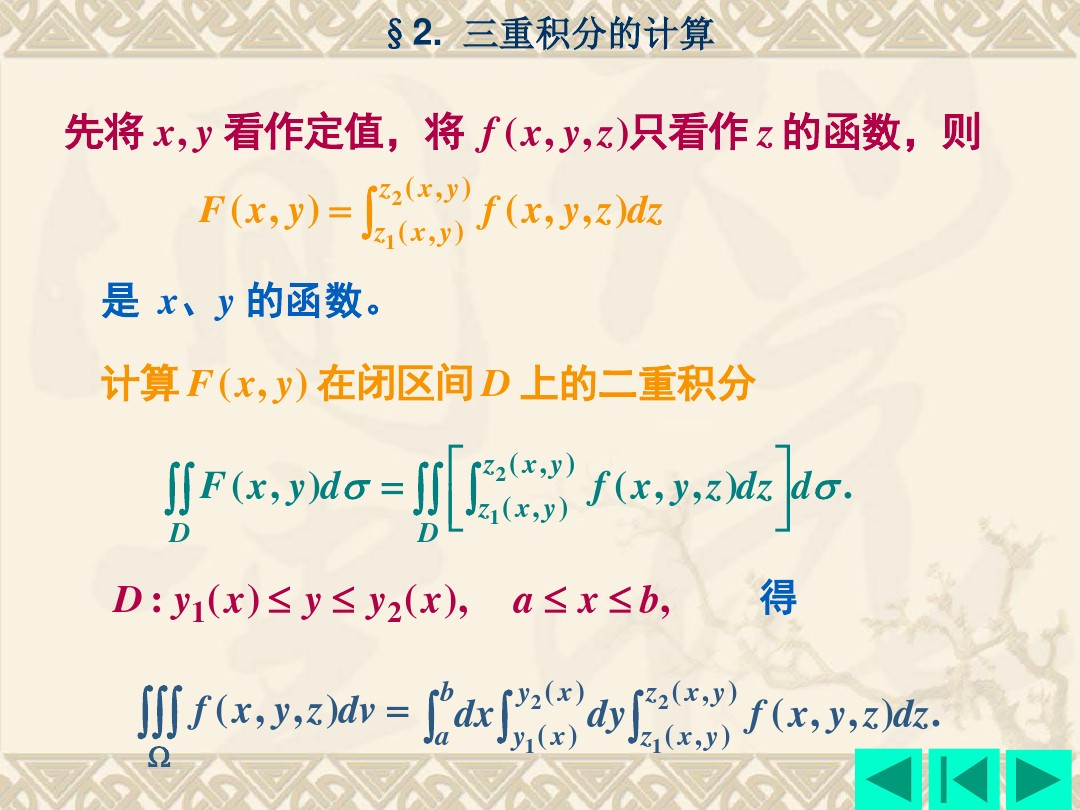 §2. 三重积分的计算
先将 x, y 看作定值，将 f (x, y,z)只看作 z 的函数，则
F(x, y) = ∫_{z₁(x,y)}^{z₂(x,y)} f (x, y,z)dz
是 x、y 的函数。
计算 F(x, y) 在闭区间 D 上的二重积分
∬_D F(x, y)dσ = ∬_D [∫_{z₁(x,y)}^{z₂(x,y)} f (x, y,z)dz]dσ.
D : y₁(x) ≤ y ≤ y₂(x), a ≤ x ≤ b, 得
∭_Ω f (x, y,z)dv = ∫_a^b dx∫_{y₁(x)}^{y₂(x)} dy∫_{z₁(x,y)}^{z₂(x,y)} f (x, y,z)dz.